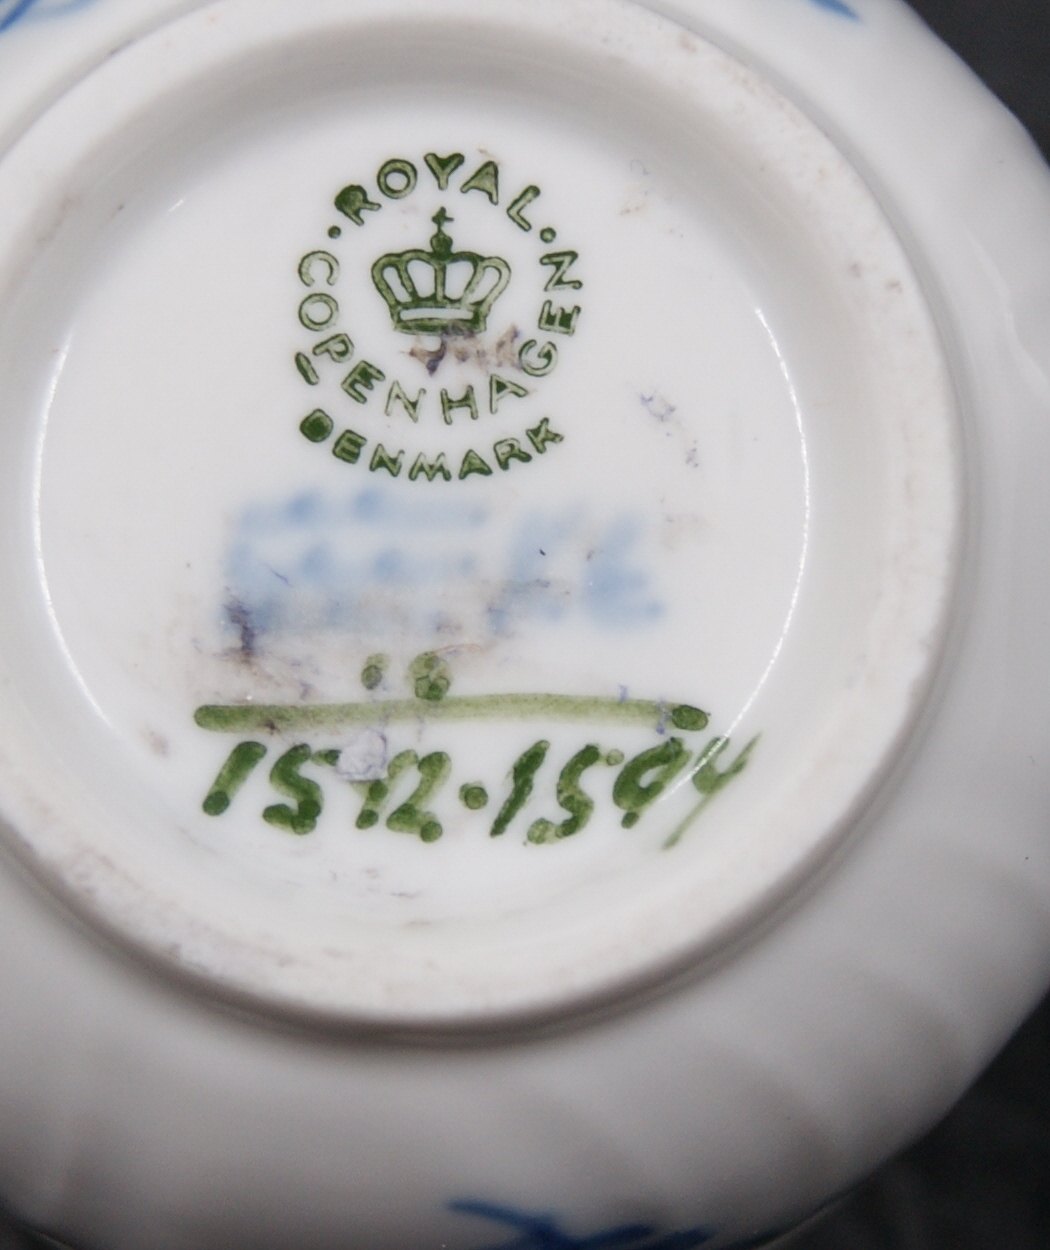 ROYAL
COPENHAGEN
DENMARK
1512·1594